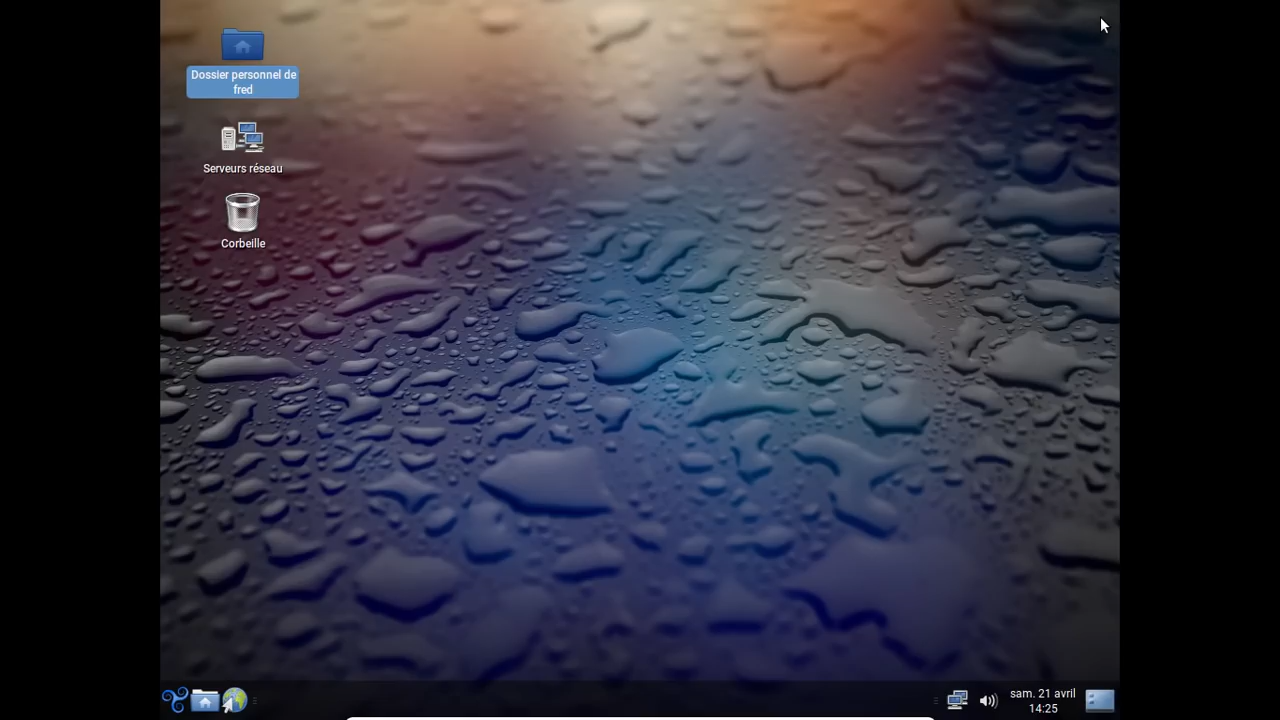 Dossier personnel de
fred
Serveurs réseau
Corbeille
sam. 21 avril
14:25